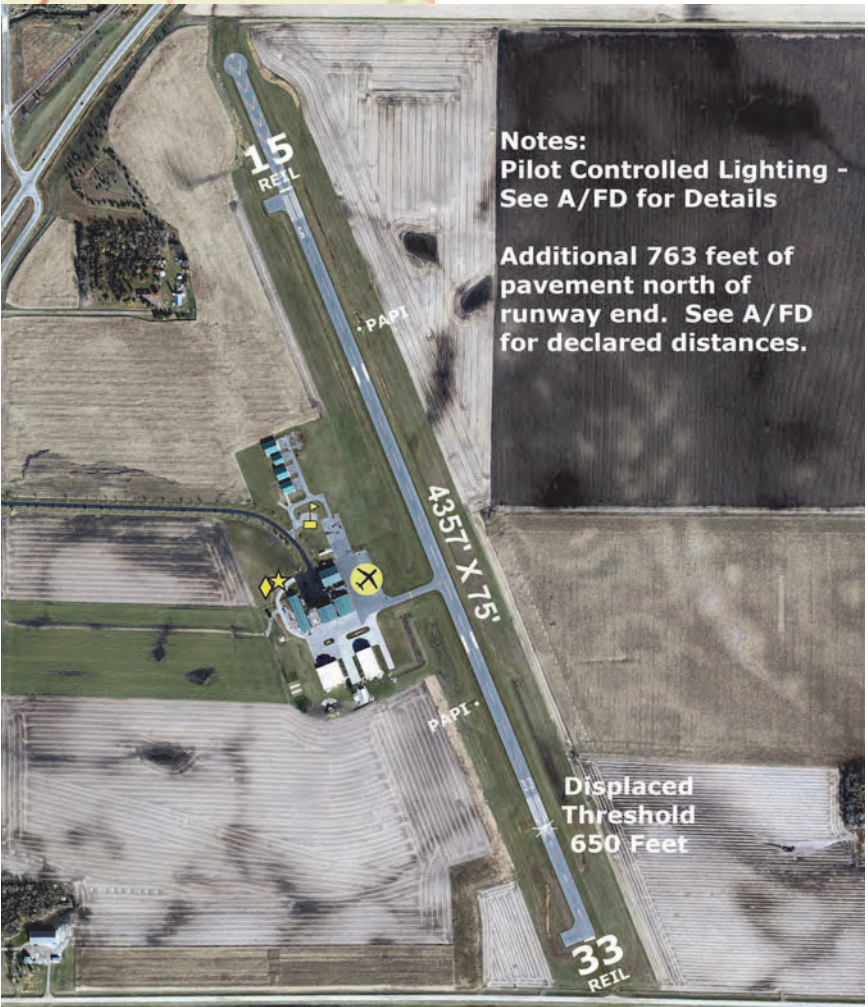 15
REIL
Notes:
Pilot Controlled Lighting -
See A/FD for Details
Additional 763 feet of
pavement north of
runway end. See A/FD
for declared distances.
PAPI
4357' X 75'
PAPI
Displaced
Threshold
650 Feet
33
REIL